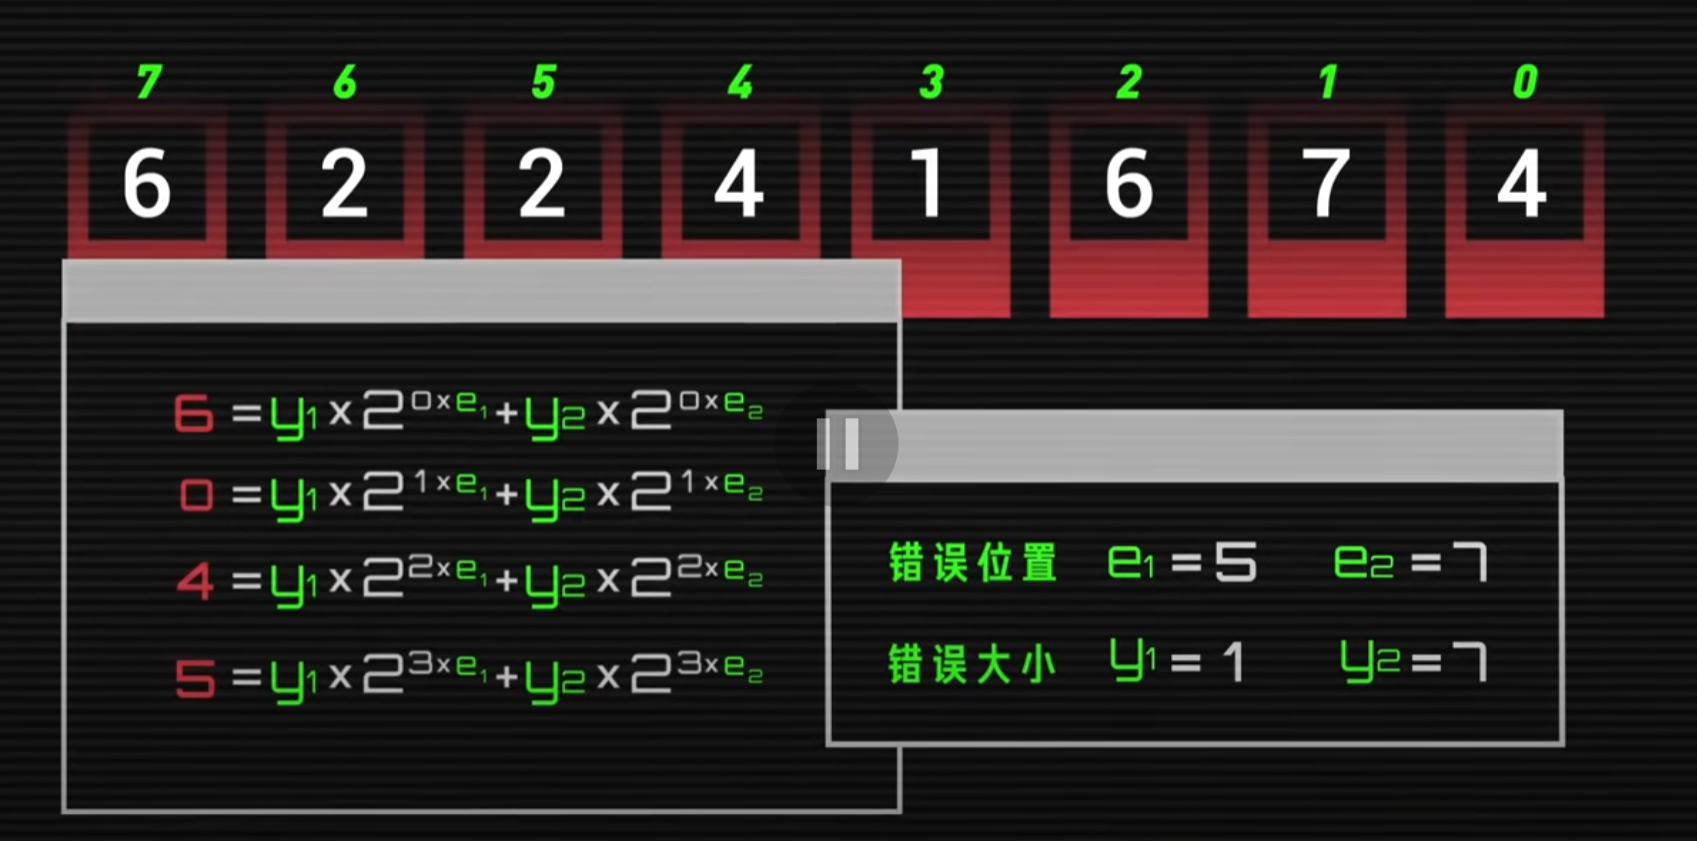 7 6 5 4 3 2 1 0
6 2 2 4 1 6 7 4
6 =y₁×2^{0×e₁}+y₂×2^{0×e₂}
0 =y₁×2^{1×e₁}+y₂×2^{1×e₂}
4 =y₁×2^{2×e₁}+y₂×2^{2×e₂}
5 =y₁×2^{3×e₁}+y₂×2^{3×e₂}
错误位置 e₁=5 e₂=7
错误大小 y₁=1 y₂=7